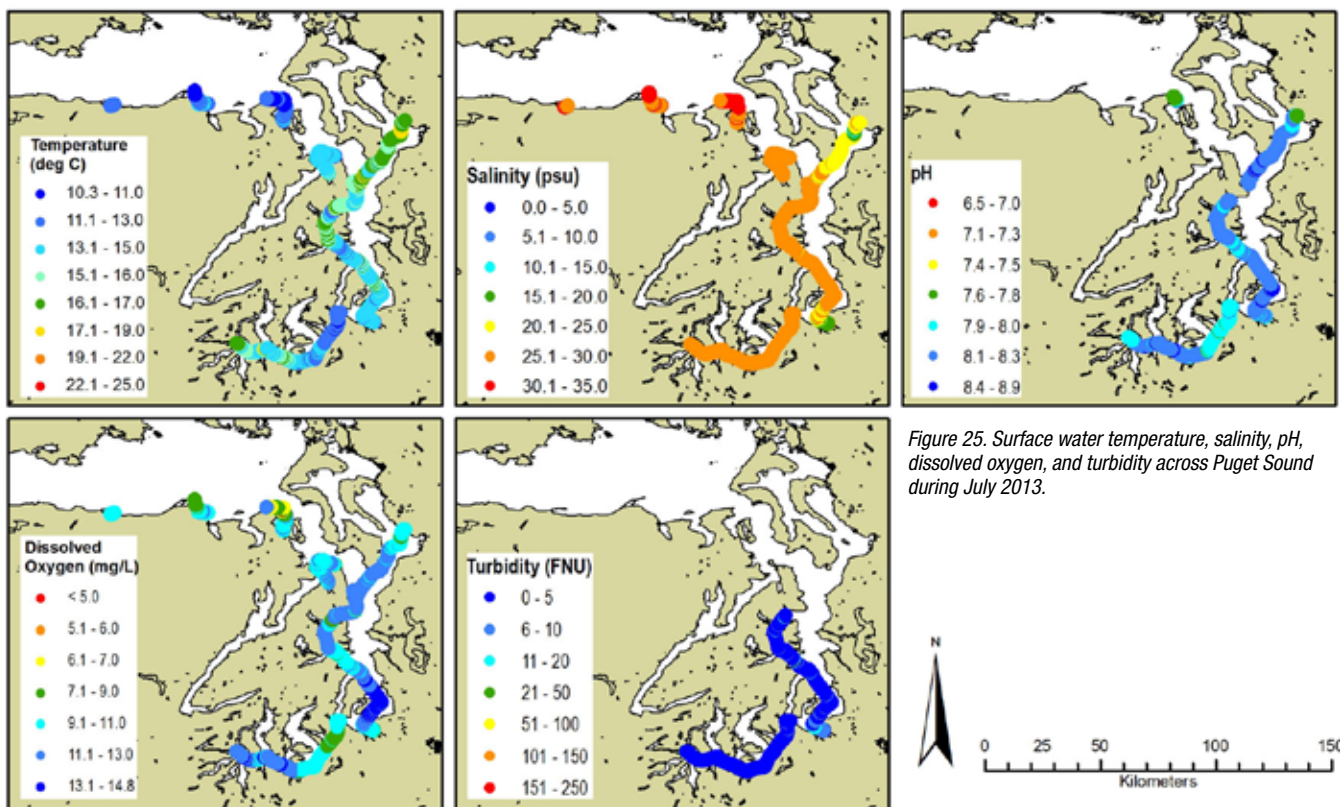 Temperature
(deg C)
10.3 - 11.0
11.1 - 13.0
13.1 - 15.0
15.1 - 16.0
16.1 - 17.0
17.1 - 19.0
19.1 - 22.0
22.1 - 25.0
Salinity (psu)
0.0 - 5.0
5.1 - 10.0
10.1 - 15.0
15.1 - 20.0
20.1 - 25.0
25.1 - 30.0
30.1 - 35.0
pH
6.5 - 7.0
7.1 - 7.3
7.4 - 7.5
7.6 - 7.8
7.9 - 8.0
8.1 - 8.3
8.4 - 8.9
Dissolved
Oxygen (mg/L)
< 5.0
5.1 - 6.0
6.1 - 7.0
7.1 - 9.0
9.1 - 11.0
11.1 - 13.0
13.1 - 14.8
Turbidity (FNU)
0 - 5
6 - 10
11 - 20
21 - 50
51 - 100
101 - 150
151 - 250
Figure 25. Surface water temperature, salinity, pH,
dissolved oxygen, and turbidity across Puget Sound
during July 2013.
N
0 25 50 100 150
Kilometers